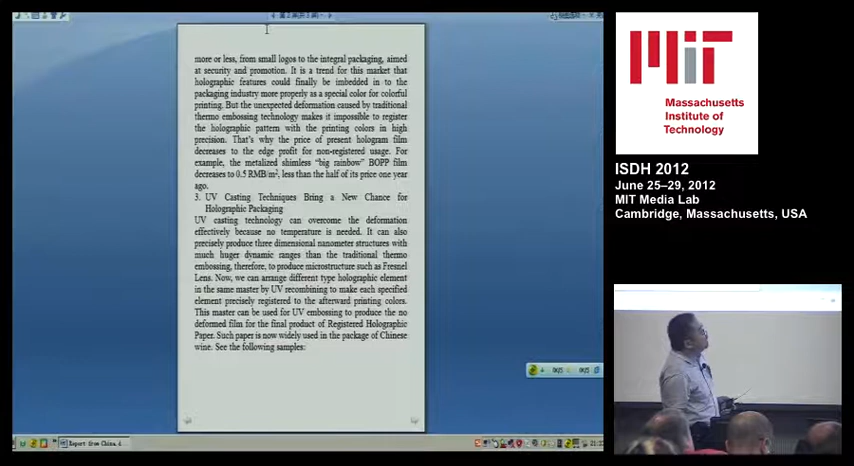 more or less, from small logos to the integral packaging, aimed
at security and promotion. It is a trend for this market that
holographic features could finally be imbedded in to the
packaging industry more properly as a special color for colorful
printing. But the unexpected deformation caused by traditional
thermo embossing technology makes it impossible to register
the holographic pattern with the printing colors in high
precision. That's why the price of present hologram film
decreases to the edge profit for non-registered usage. For
example, the metalized shimless “big rainbow” BOPP film
decreases to 0.5 RMB/m², less than the half of its price one year
ago.
3. UV Casting Techniques Bring a New Chance for
Holographic Packaging
UV casting technology can overcome the deformation
effectively because no temperature is needed. It can also
precisely produce three dimensional nanometer structures with
much huger dynamic ranges than the traditional thermo
embossing, therefore, to produce microstructure such as Fresnel
Lens. Now, we can arrange different type holographic element
in the same master by UV recombining to make each specified
element precisely registered to the afterward printing colors.
This master can be used for UV embossing to produce the no
deformed film for the final product of Registered Holographic
Paper. Such paper is now widely used in the package of Chinese
wine. See the following samples:
Report from China, d
Massachusetts
Institute of
Technology
ISDH 2012
June 25–29, 2012
MIT Media Lab
Cambridge, Massachusetts, USA